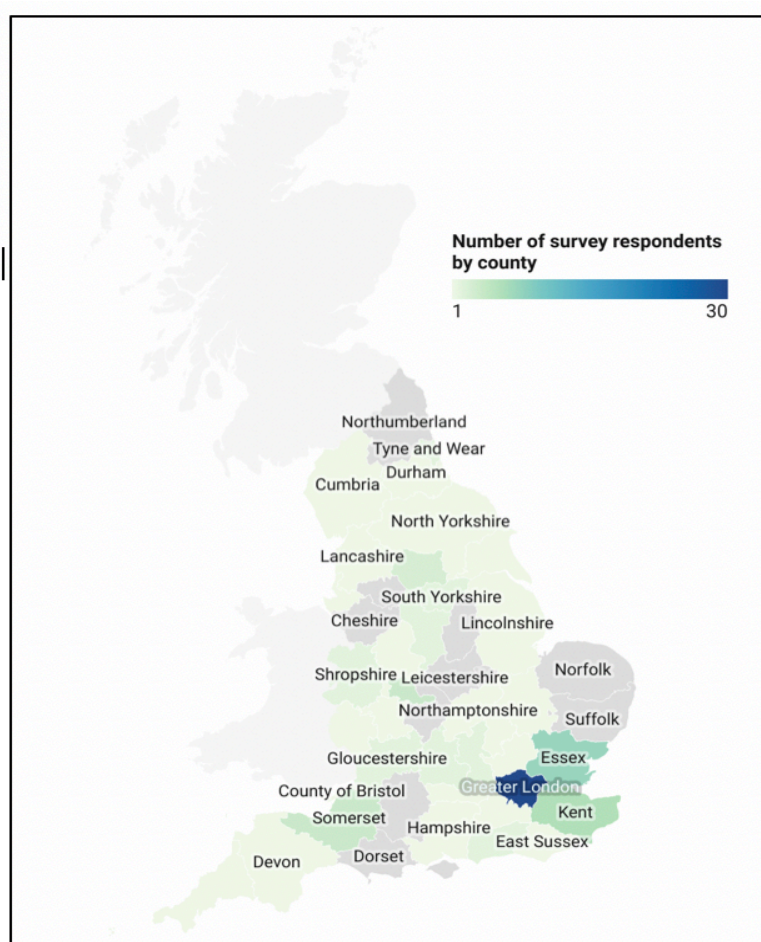 Number of survey respondents
by county
1 30
Northumberland
Tyne and Wear
Durham
Cumbria
North Yorkshire
Lancashire
South Yorkshire
Cheshire
Lincolnshire
Norfolk
Shropshire
Leicestershire
Northamptonshire
Suffolk
Gloucestershire
Essex
Greater London
County of Bristol
Kent
Somerset
Hampshire
East Sussex
Dorset
Devon